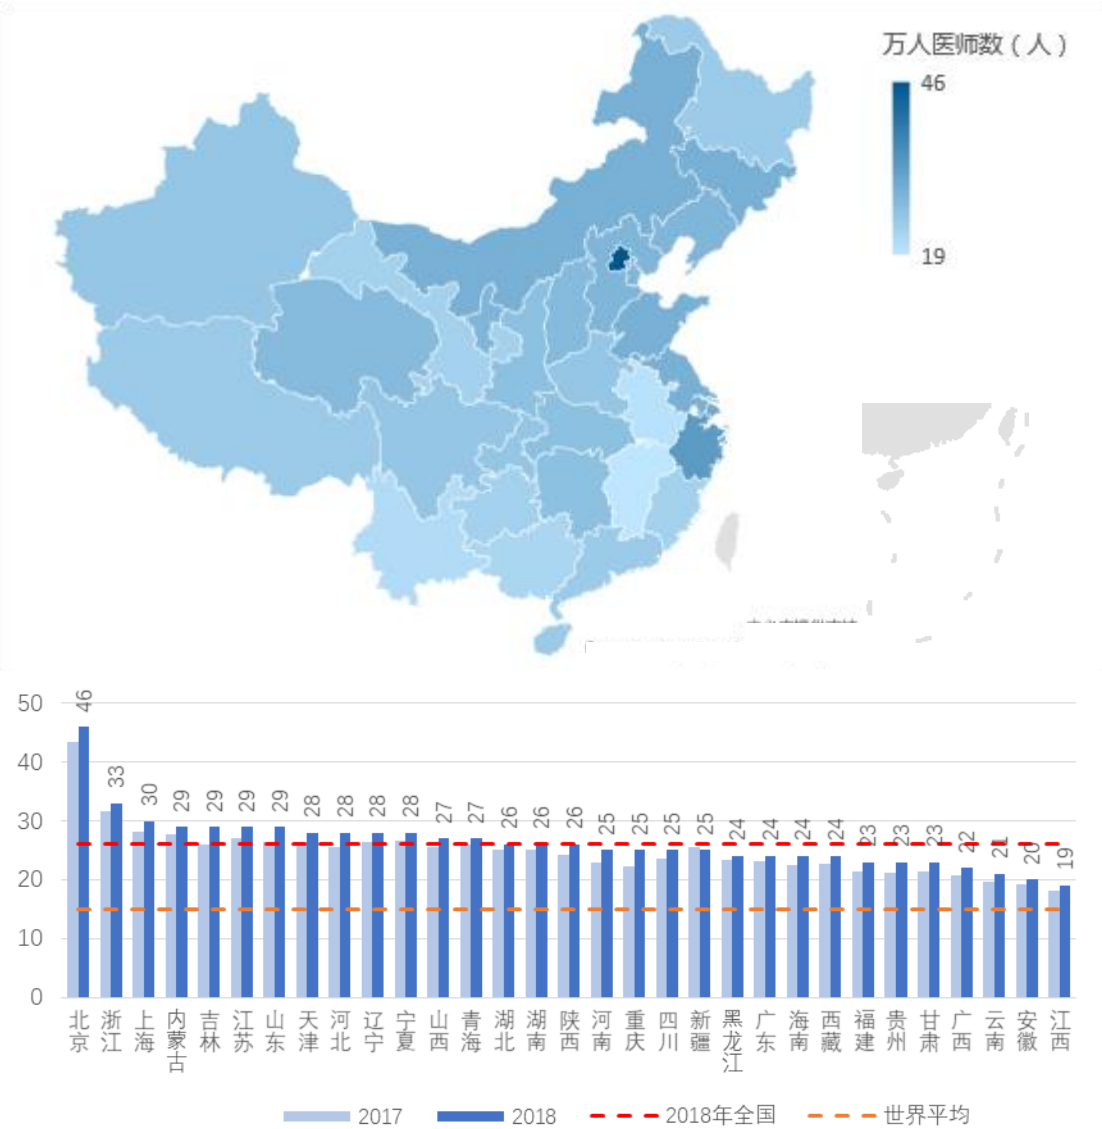 万人医师数（人）
46
19
50
40
30
20
10
0
46
33
30
29
29
29
29
28
28
28
28
27
27
26
26
26
25
25
25
25
24
24
24
24
23
23
23
22
21
20
19
北京
浙江
上海
内蒙古
吉林
江苏
山东
天津
河北
辽宁
宁夏
山西
青海
湖北
湖南
陕西
河南
重庆
四川
新疆
黑龙江
广东
海南
西藏
福建
贵州
甘肃
广西
云南
安徽
江西
2017
2018
2018年全国
世界平均